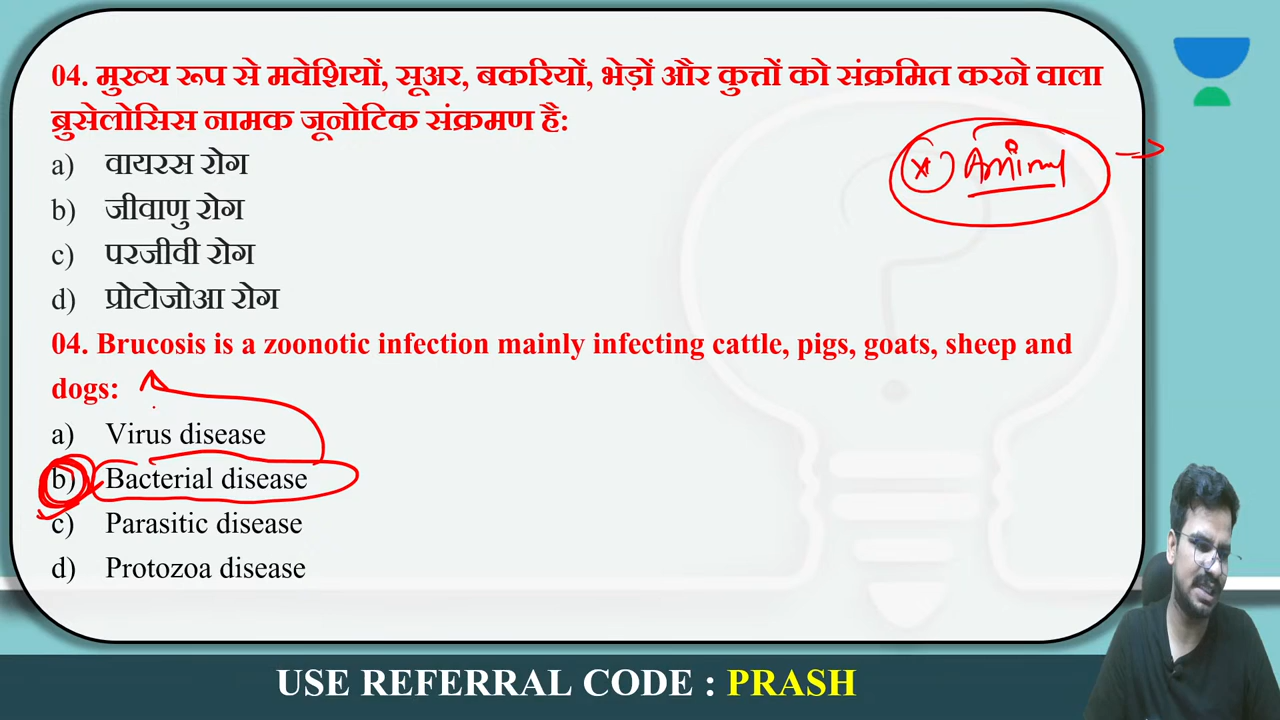 04. मुख्य रूप से मवेशियों, सूअर, बकरियों, भेड़ों और कुत्तों को संक्रमित करने वाला
ब्रुसेलोसिस नामक जूनोटिक संक्रमण है:
a) वायरस रोग
b) जीवाणु रोग
c) परजीवी रोग
d) प्रोटोजोआ रोग
Animal
04. Brucosis is a zoonotic infection mainly infecting cattle, pigs, goats, sheep and
dogs:
a) Virus disease
b) Bacterial disease
c) Parasitic disease
d) Protozoa disease
USE REFERRAL CODE : PRASH